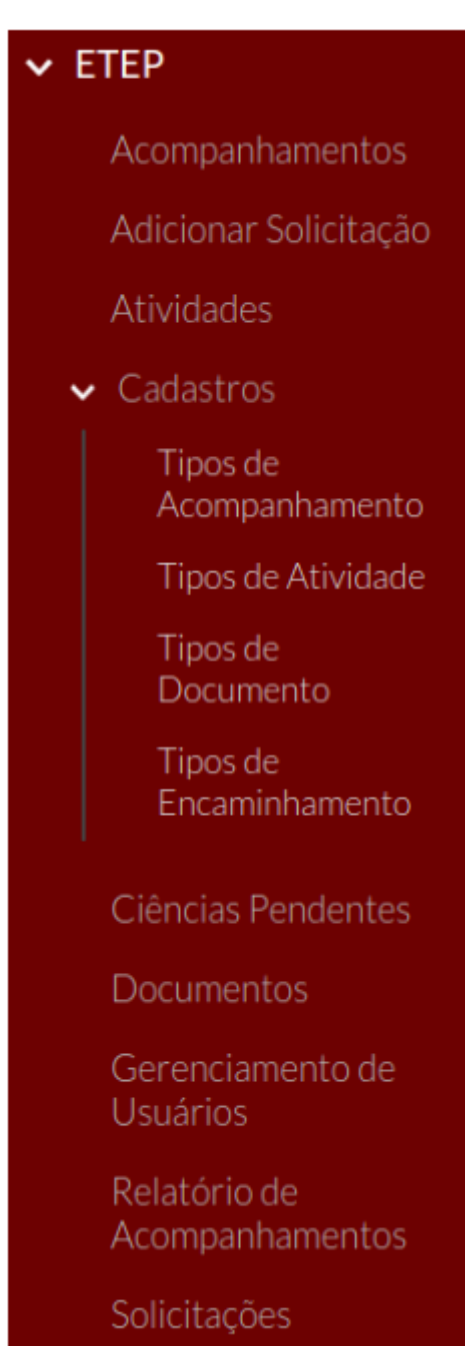 ETEP
Acompanhamentos
Adicionar Solicitação
Atividades
Cadastros
Tipos de
Acompanhamento
Tipos de Atividade
Tipos de
Documento
Tipos de
Encaminhamento
Ciências Pendentes
Documentos
Gerenciamento de
Usuários
Relatório de
Acompanhamentos
Solicitações